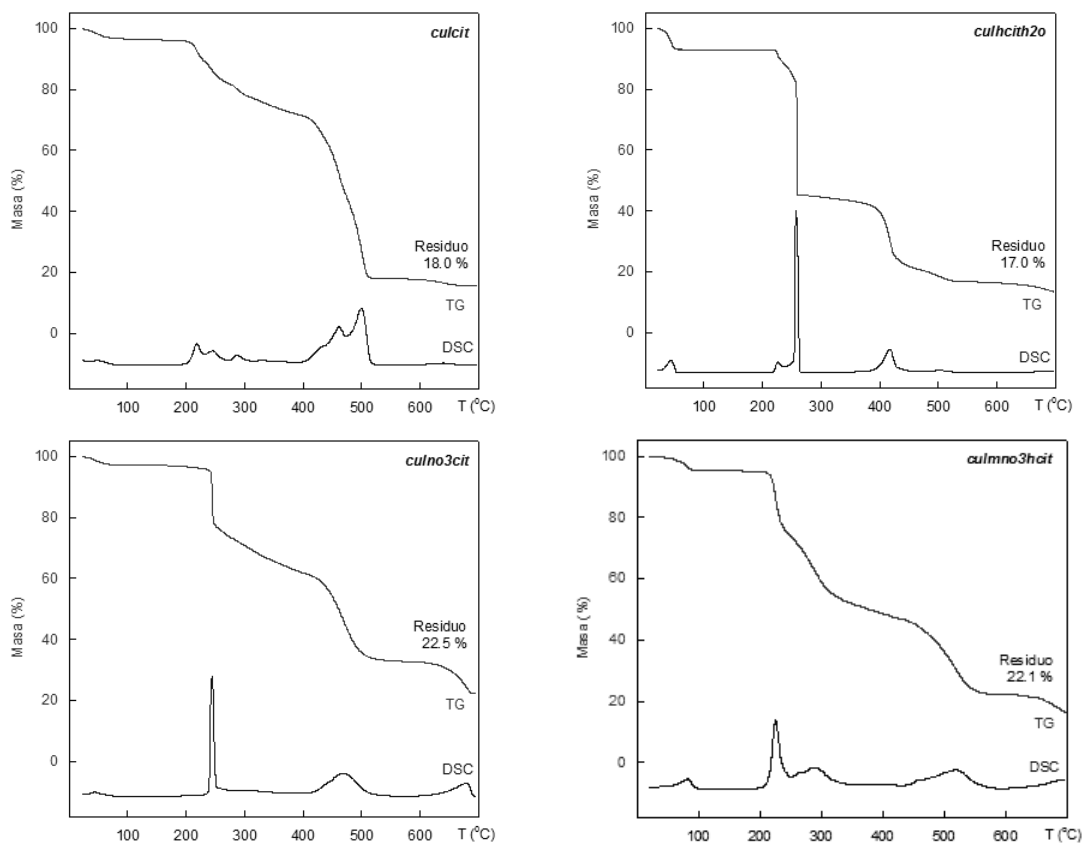 culcit
100
80
60
40
20
0
Masa (%)
Residuo
18.0 %
TG
DSC
100 200 300 400 500 600 T (°C)
culhcith2o
100
80
60
40
20
0
Masa (%)
Residuo
17.0 %
TG
DSC
100 200 300 400 500 600 T (°C)
culno3cit
100
80
60
40
20
0
Masa (%)
Residuo
22.5 %
TG
DSC
100 200 300 400 500 600 T (°C)
culmno3hcit
100
80
60
40
20
0
Masa (%)
Residuo
22.1 %
TG
DSC
100 200 300 400 500 600 T (°C)